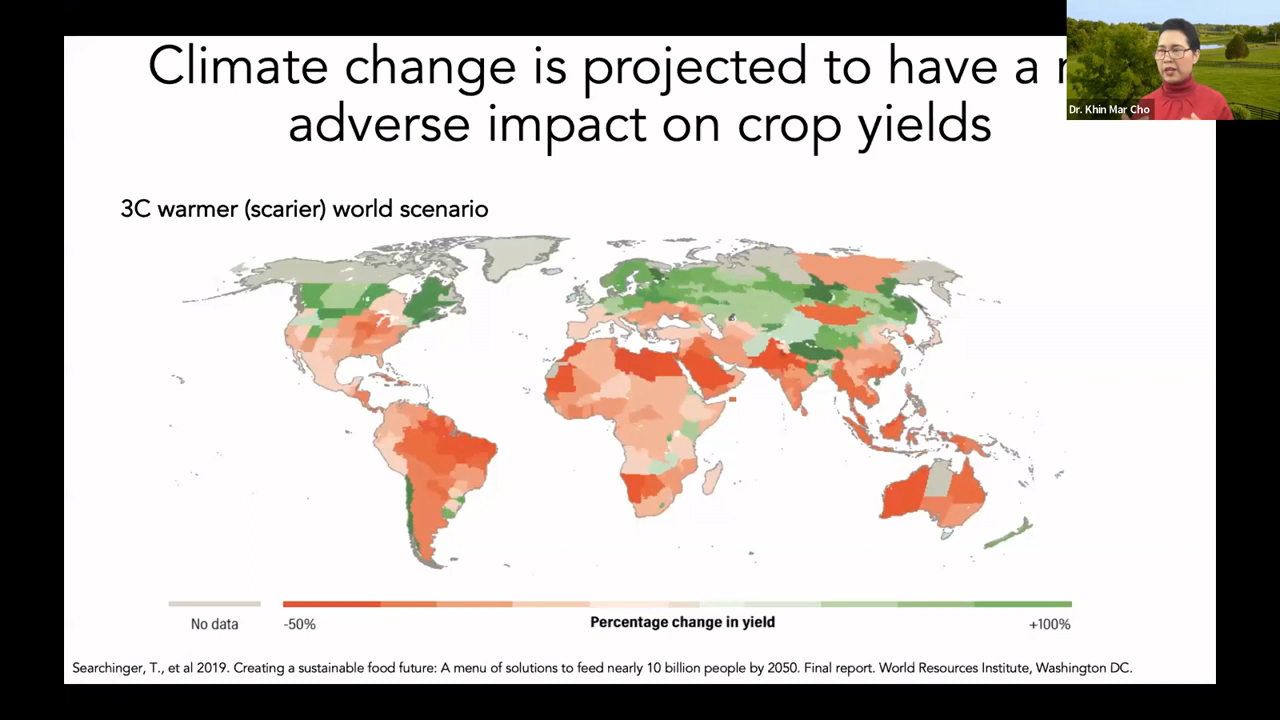 Climate change is projected to have a
adverse impact on crop yields
Dr. Khin Mar Cho
3C warmer (scarier) world scenario
No data
-50%
Percentage change in yield
+100%
Searchinger, T., et al 2019. Creating a sustainable food future: A menu of solutions to feed nearly 10 billion people by 2050. Final report. World Resources Institute, Washington DC.